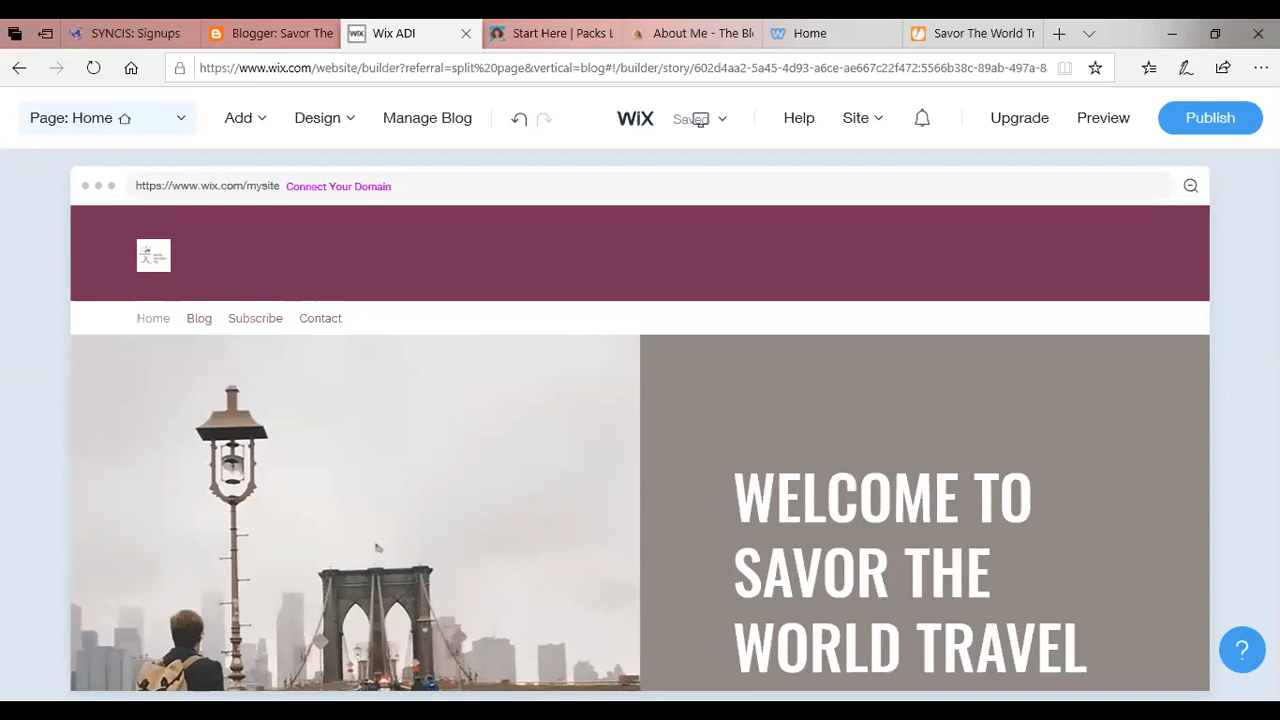 SYNCIS: Signups
Blogger: Savor The
WiX Wix ADI
Start Here | Packs L
About Me - The Bl
Home
Savor The World Tr
https://www.wix.com/website/builder?referral=split%20page&vertical=blog#!/builder/story/602d4aa2-5a45-4d93-a6ce-ae667c22f472:5566b38c-89ab-497a-8
Page: Home
Add
Design
Manage Blog
WiX
Saved
Help
Site
Upgrade
Preview
Publish
https://www.wix.com/mysite Connect Your Domain
Home Blog Subscribe Contact
WELCOME TO
SAVOR THE
WORLD TRAVEL
?